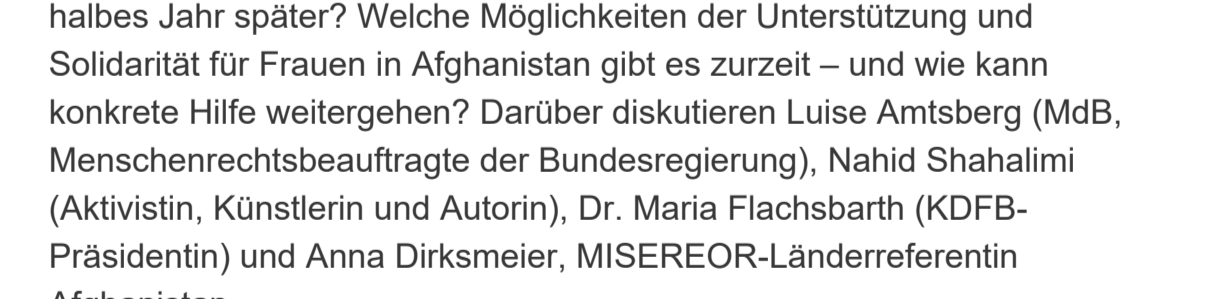 halbes Jahr später? Welche Möglichkeiten der Unterstützung und
Solidarität für Frauen in Afghanistan gibt es zurzeit – und wie kann
konkrete Hilfe weitergehen? Darüber diskutieren Luise Amtsberg (MdB,
Menschenrechtsbeauftragte der Bundesregierung), Nahid Shahalimi
(Aktivistin, Künstlerin und Autorin), Dr. Maria Flachsbarth (KDFB-
Präsidentin) und Anna Dirksmeier, MISEREOR-Länderreferentin
Afghanistan